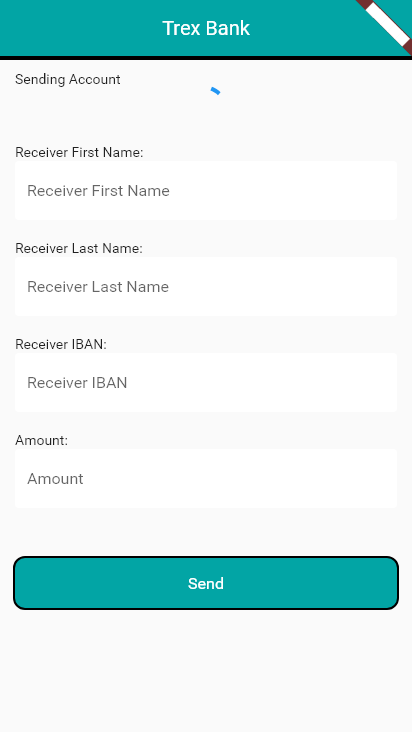 Trex Bank
Sending Account
Receiver First Name:
Receiver First Name
Receiver Last Name:
Receiver Last Name
Receiver IBAN:
Receiver IBAN
Amount:
Amount
Send